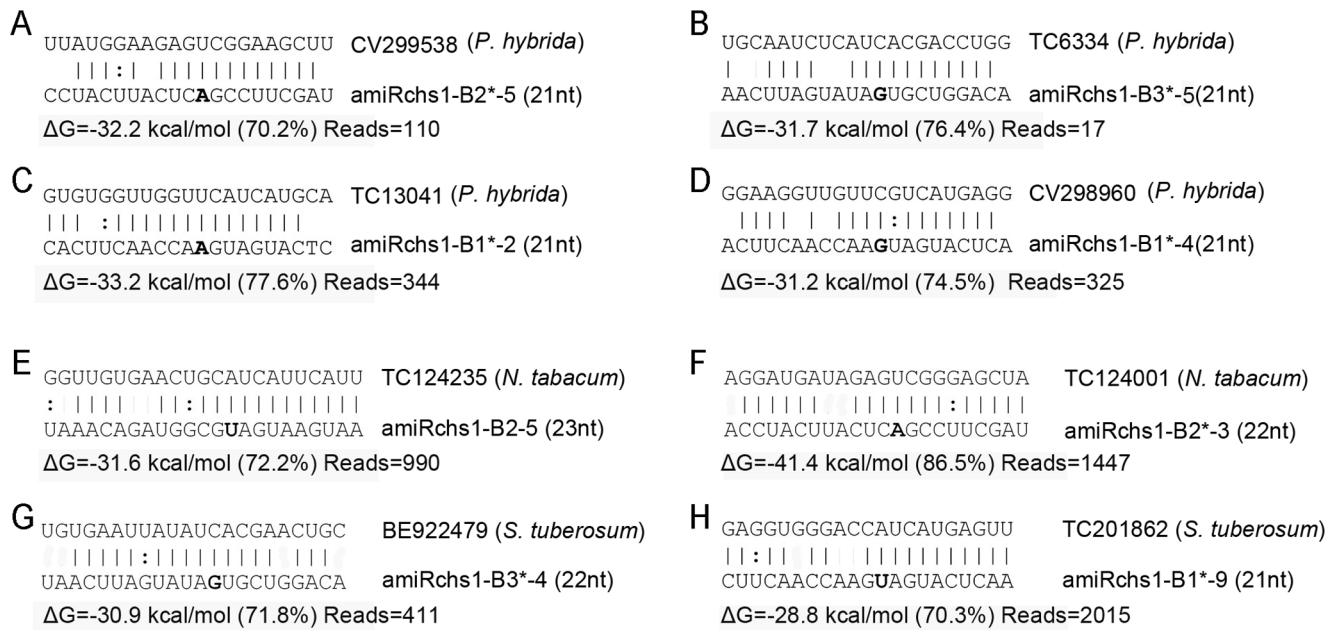 A
UUAUGGAAGAGUCGGAAGCUU CV299538 (P. hybrida)
|||:| |||||||||||
CCUACUUACUCAGCCUUCGAU amiRchs1-B2*-5 (21nt)
ΔG=-32.2 kcal/mol (70.2%) Reads=110
B
UGCAAUCUCAUCACGACCUGG TC6334 (P. hybrida)
| |||| |||||||||||
AACUUAGUAUAGUGCUGGACA amiRchs1-B3*-5(21nt)
ΔG=-31.7 kcal/mol (76.4%) Reads=17
C
GUGUGGUUGGUUCAUCAUGCA TC13041 (P. hybrida)
||| :||||||||||||||
CACUUCAACCAAGUAGUACTC amiRchs1-B1*-2 (21nt)
ΔG=-33.2 kcal/mol (77.6%) Reads=344
D
GGAAGGUUGUUCGUCAUGAGG CV298960 (P. hybrida)
|||| | ||||:|||||||
ACUUCAACCAAGUAGUACUCA amiRchs1-B1*-4(21nt)
ΔG=-31.2 kcal/mol (74.5%) Reads=325
E
GGUUGUGAACUGCAUCAUUCAUU TC124235 (N. tabacum)
: |||| ||:||||||||||||
UAAACAGAUGGCGUAGUAAGUAA amiRchs1-B2-5 (23nt)
ΔG=-31.6 kcal/mol (72.2%) Reads=990
F
AGGAUGAUAGAGUCGGGAGCUA TC124001 (N. tabacum)
|||||| |||||||:|||||
ACCUACUUACUCAGCCUUCGAU amiRchs1-B2*-3 (22nt)
ΔG=-41.4 kcal/mol (86.5%) Reads=1447
G
UGUGAAUUAUAUCACGAACUGC BE922479 (S. tuberosum)
|||||:||||||||| |||
UAACUUAGUAUAGUGCUGGACA amiRchs1-B3*-4 (22nt)
ΔG=-30.9 kcal/mol (71.8%) Reads=411
H
GAGGUGGGACCAUCAUGAGUU TC201862 (S. tuberosum)
||:|| || |||||||||||
CUUCAACCAAGUAGUACUCAA amiRchs1-B1*-9 (21nt)
ΔG=-28.8 kcal/mol (70.3%) Reads=2015